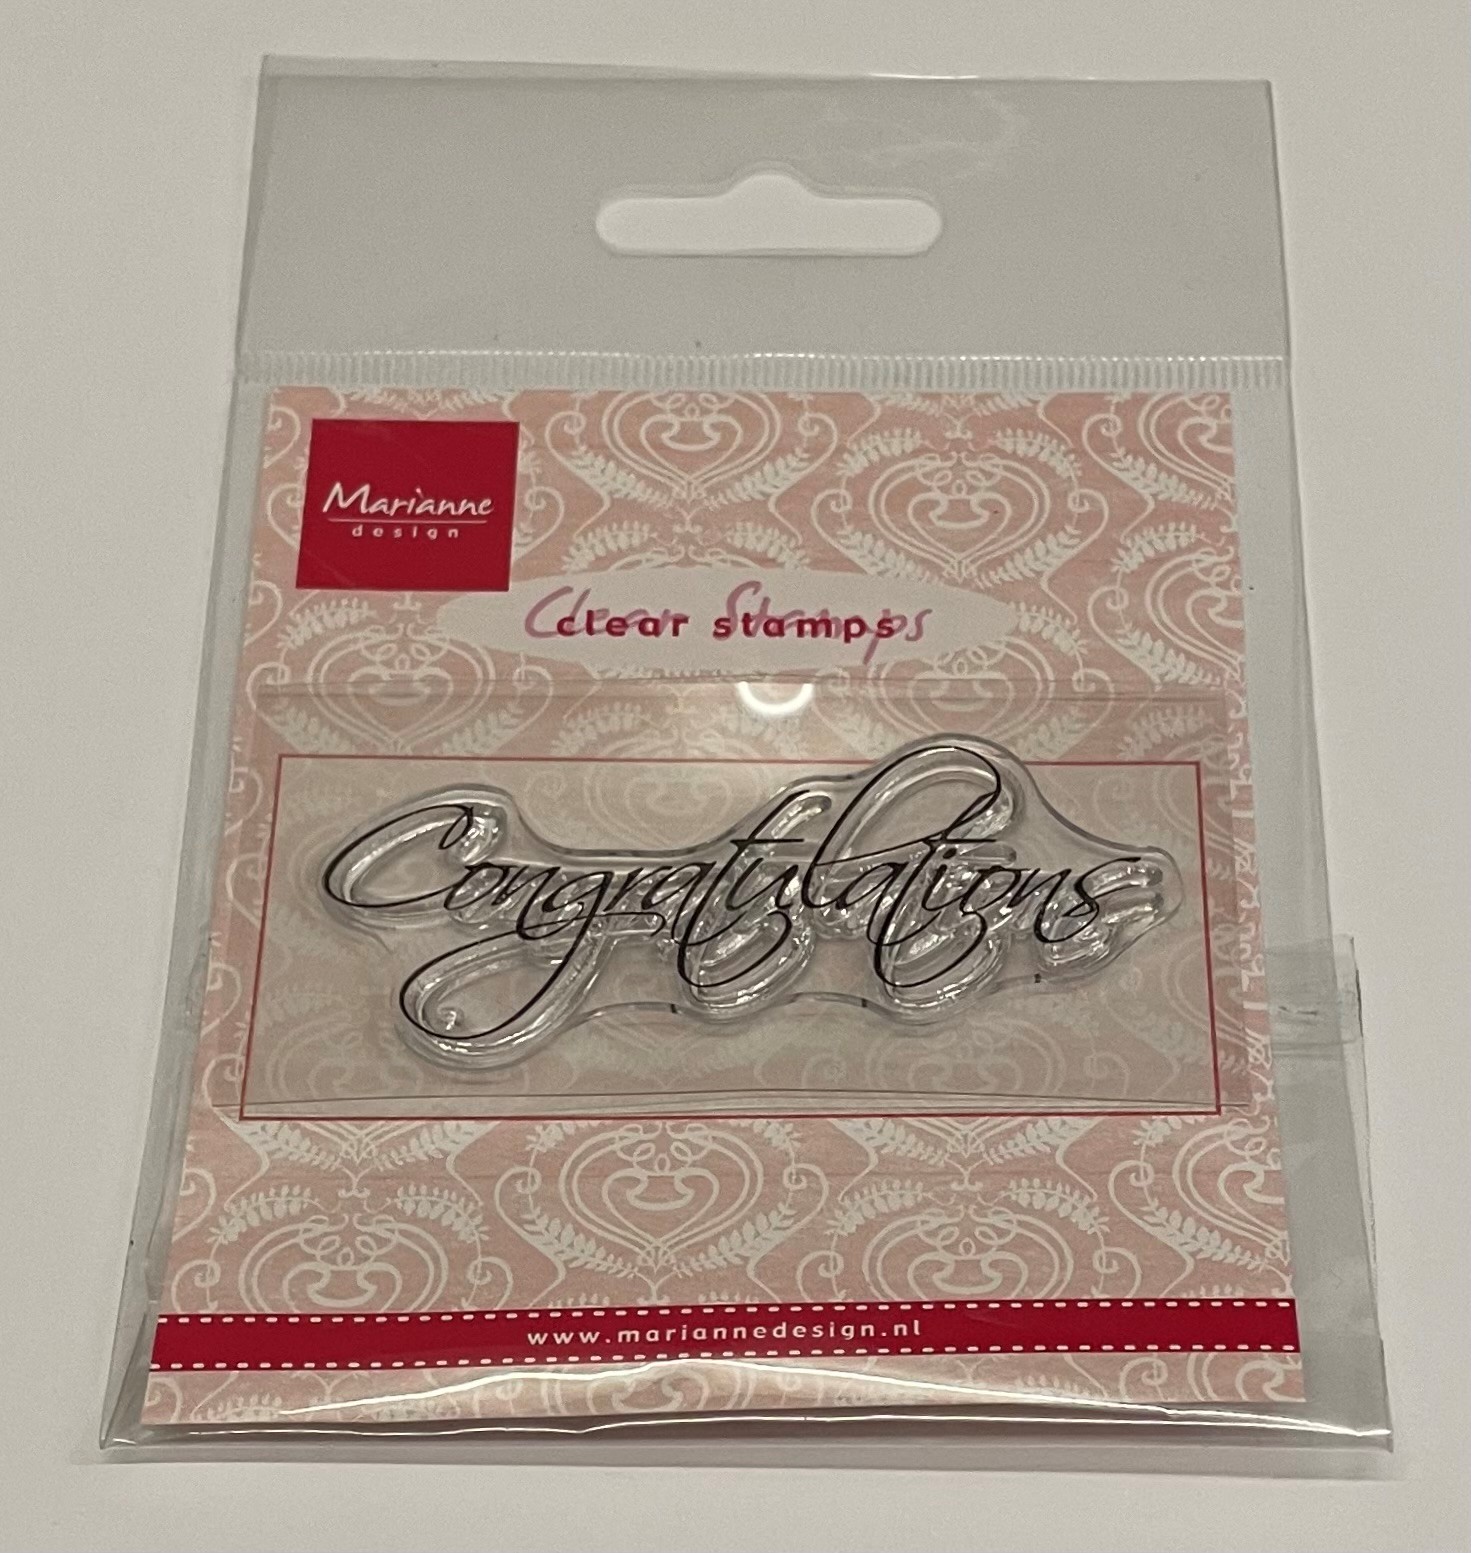 Marianne
design
Clear Stamps
clear stamps
Congratulations
www.mariannedesign.nl